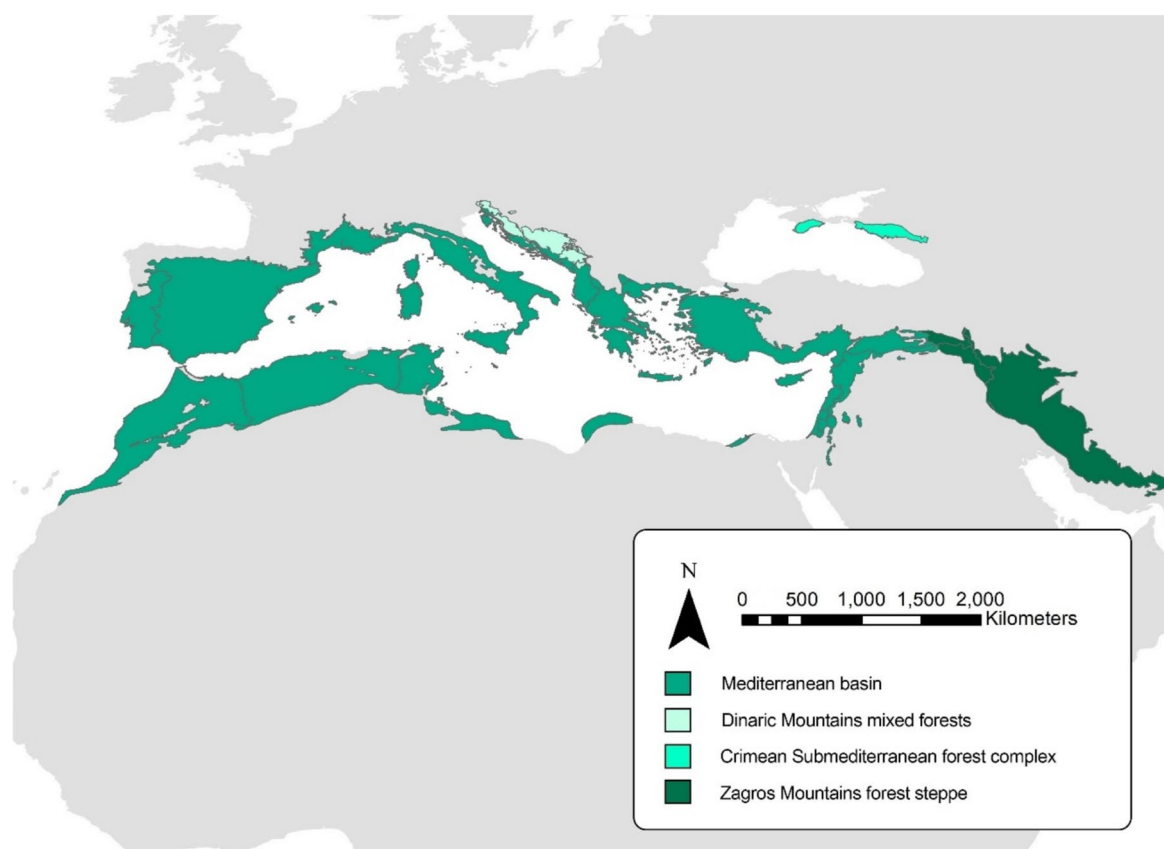 N
0 500 1,000 1,500 2,000
Kilometers
Mediterranean basin
Dinaric Mountains mixed forests
Crimean Submediterranean forest complex
Zagros Mountains forest steppe